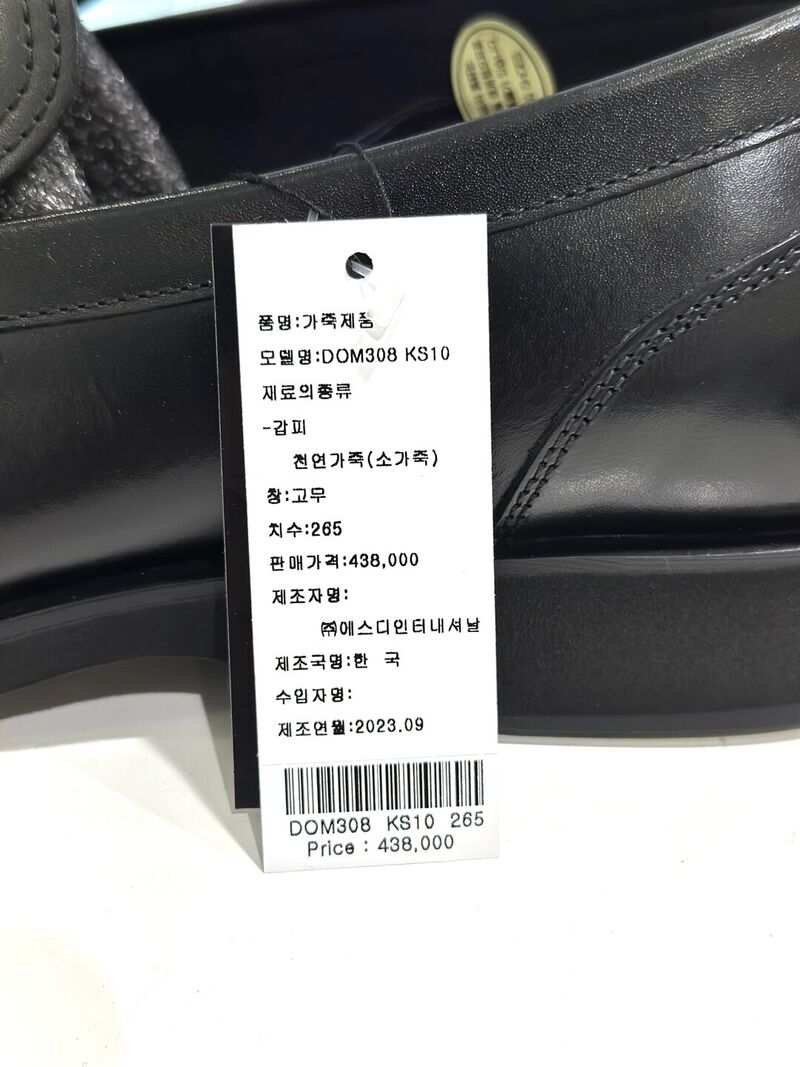 품명:가죽제품
모델명:DOM308 KS10
재료의종류
-갑피
천연가죽(소가죽)
창:고무
치수:265
판매가격:438,000
제조자명:
㈜에스디인터내셔날
제조국명:한 국
수입자명:
제조연월:2023.09
DOM308 KS10 265
Price : 438,000